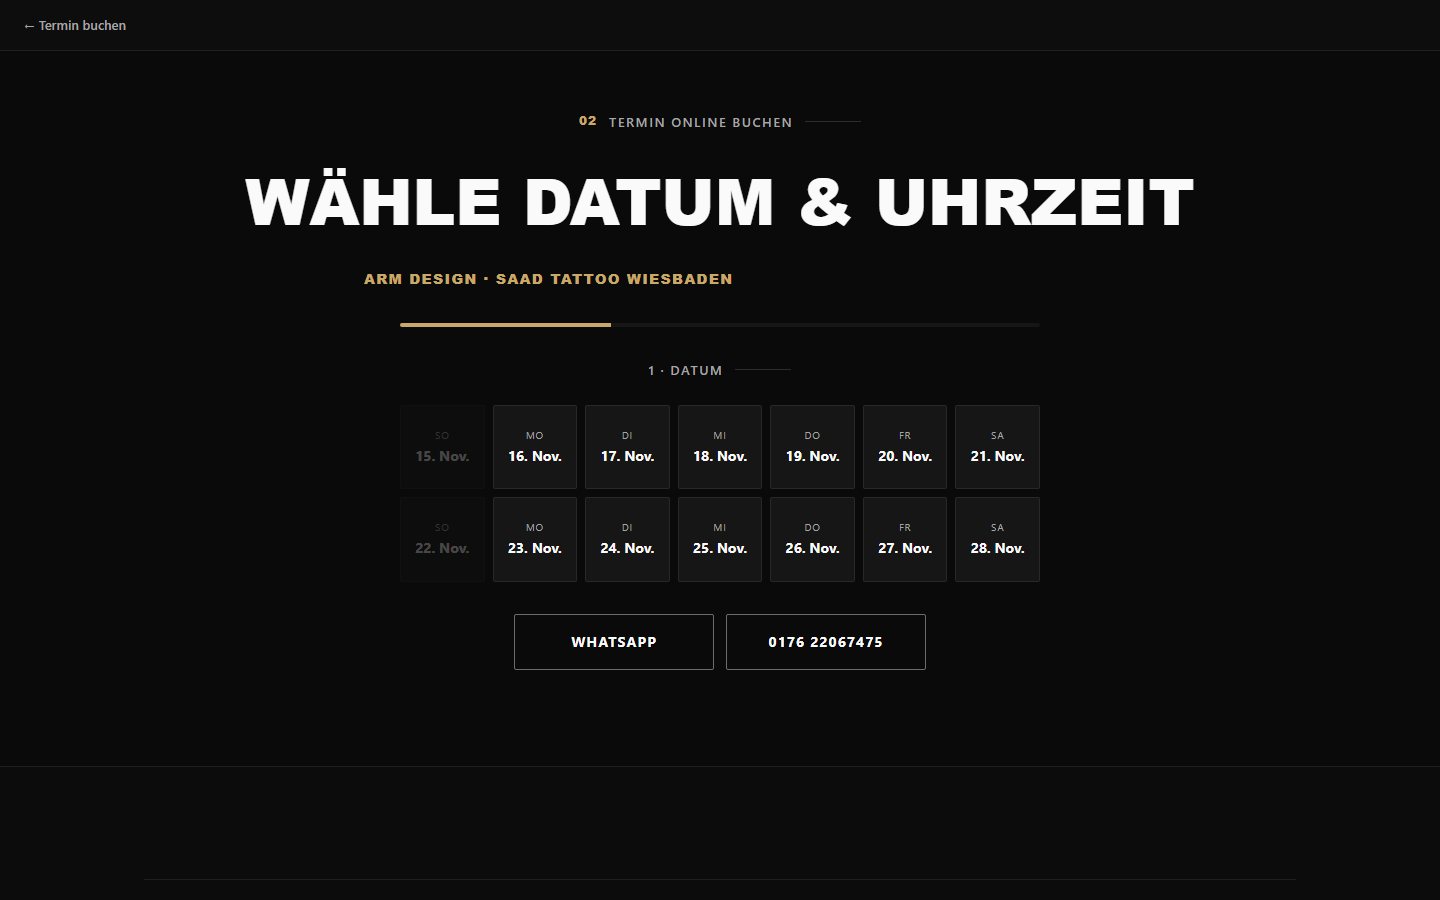 ← Termin buchen
02 TERMIN ONLINE BUCHEN
WÄHLE DATUM & UHRZEIT
ARM DESIGN · SAAD TATTOO WIESBADEN
1 · DATUM
SO MO DI MI DO FR SA
15. Nov. 16. Nov. 17. Nov. 18. Nov. 19. Nov. 20. Nov. 21. Nov.
SO MO DI MI DO FR SA
22. Nov. 23. Nov. 24. Nov. 25. Nov. 26. Nov. 27. Nov. 28. Nov.
WHATSAPP 0176 22067475